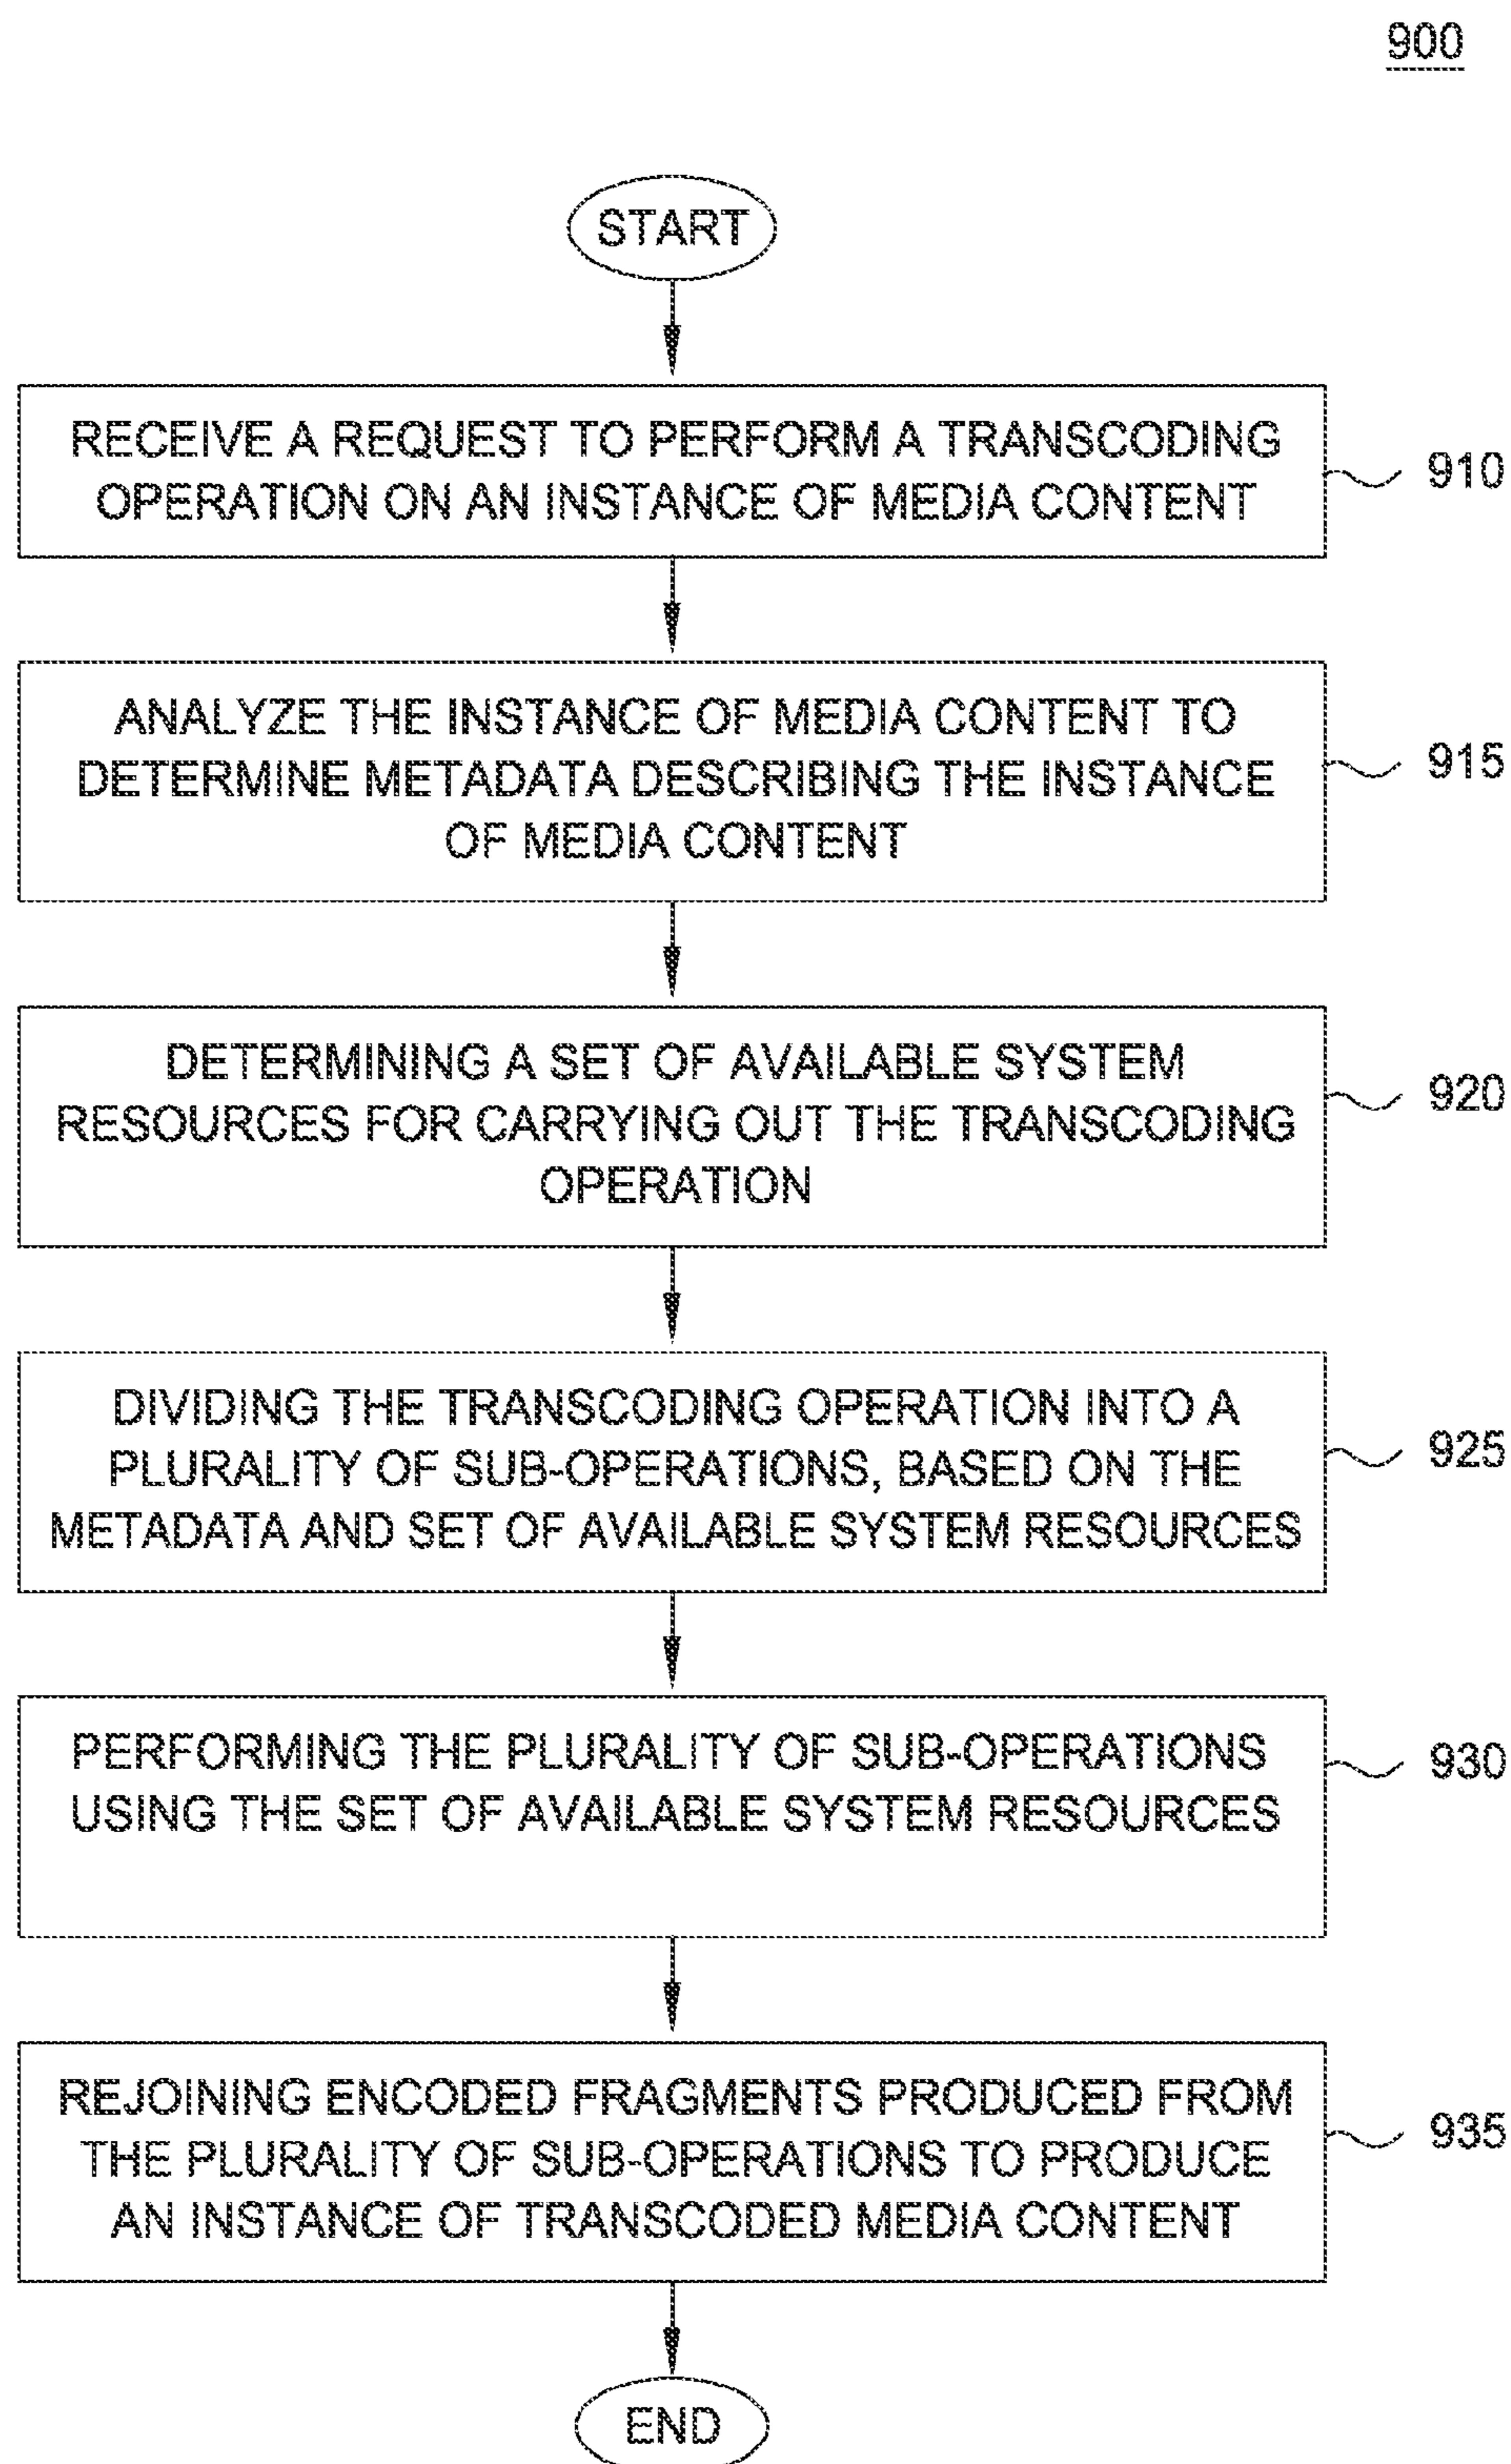 900
START
RECEIVE A REQUEST TO PERFORM A TRANSCODING
OPERATION ON AN INSTANCE OF MEDIA CONTENT
910
ANALYZE THE INSTANCE OF MEDIA CONTENT TO
DETERMINE METADATA DESCRIBING THE INSTANCE
OF MEDIA CONTENT
915
DETERMINING A SET OF AVAILABLE SYSTEM
RESOURCES FOR CARRYING OUT THE TRANSCODING
OPERATION
920
DIVIDING THE TRANSCODING OPERATION INTO A
PLURALITY OF SUB-OPERATIONS, BASED ON THE
METADATA AND SET OF AVAILABLE SYSTEM RESOURCES
925
PERFORMING THE PLURALITY OF SUB-OPERATIONS
USING THE SET OF AVAILABLE SYSTEM RESOURCES
930
REJOINING ENCODED FRAGMENTS PRODUCED FROM
THE PLURALITY OF SUB-OPERATIONS TO PRODUCE
AN INSTANCE OF TRANSCODED MEDIA CONTENT
935
END